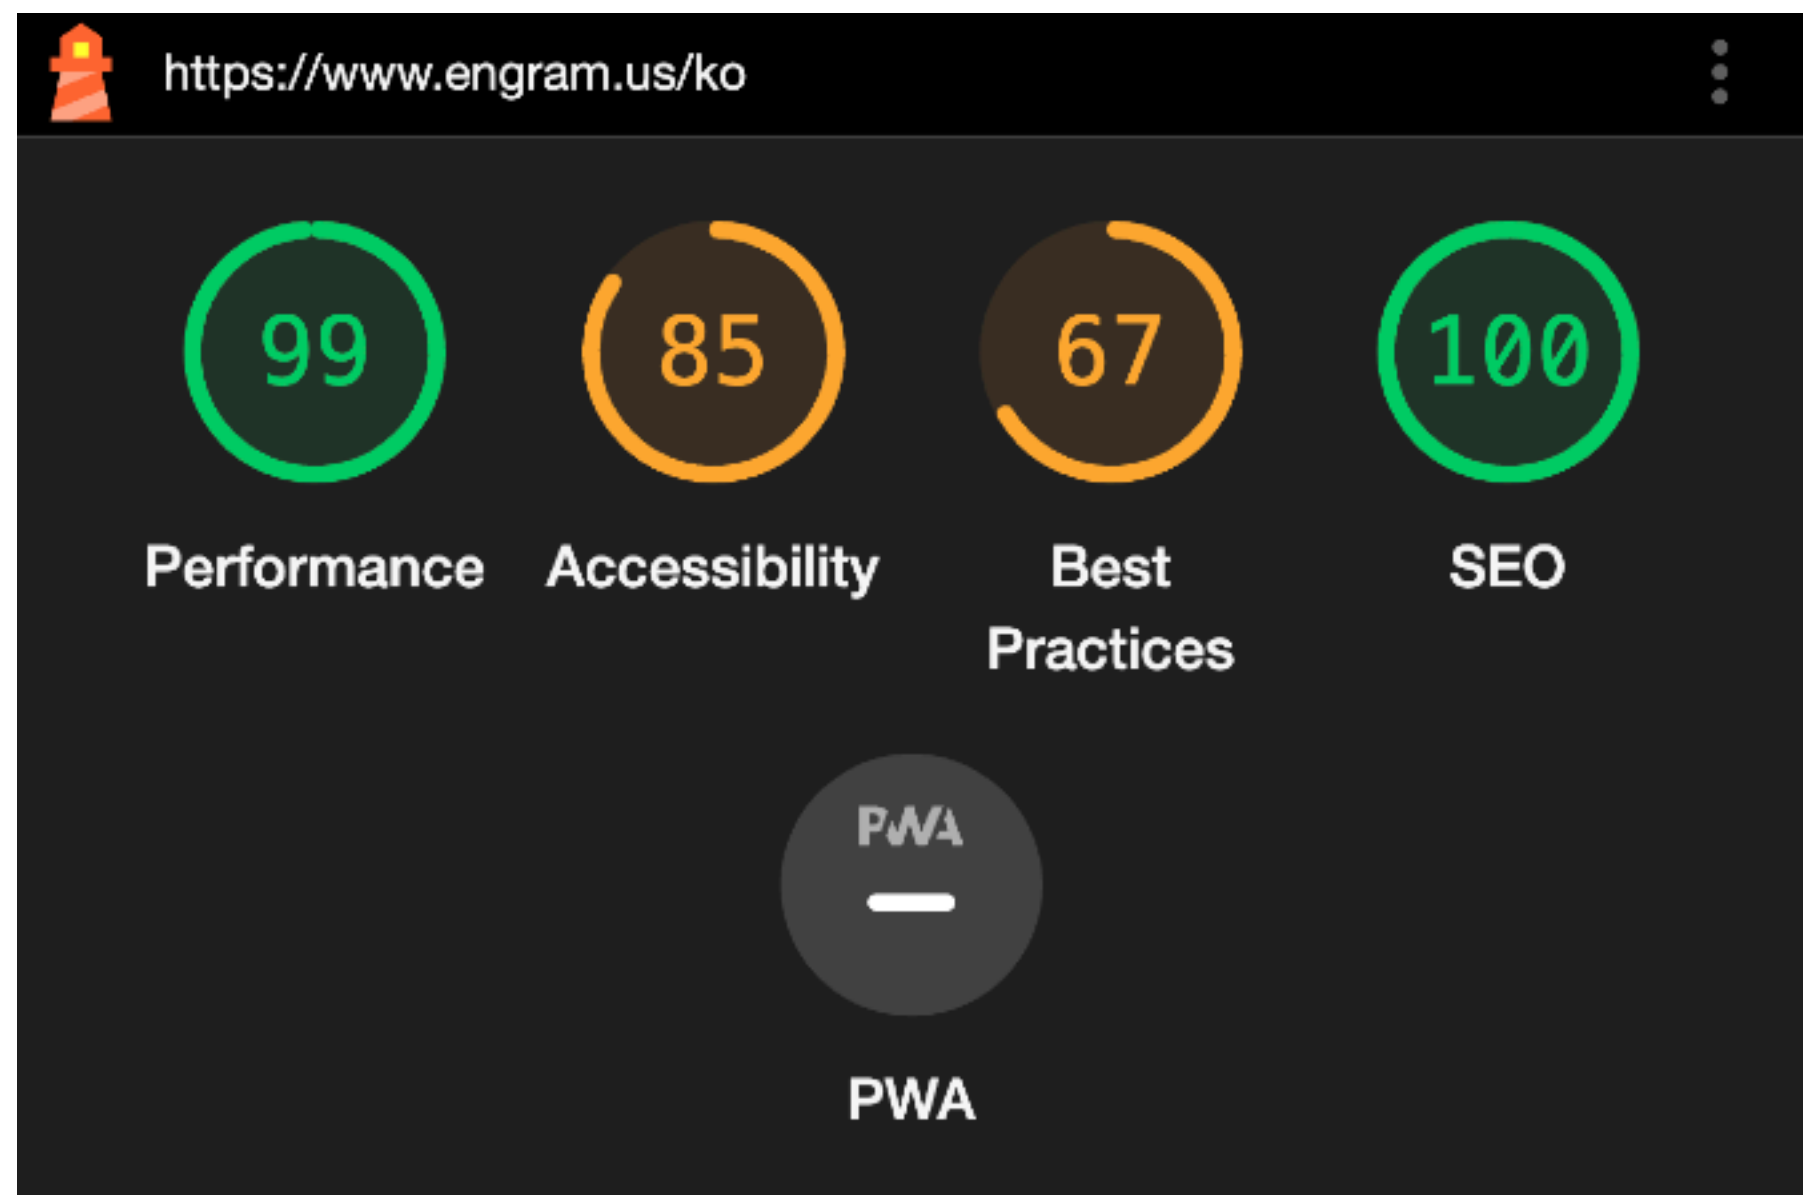 https://www.engram.us/ko
99
85
67
100
Performance
Accessibility
Best
Practices
SEO
PWA
PWA